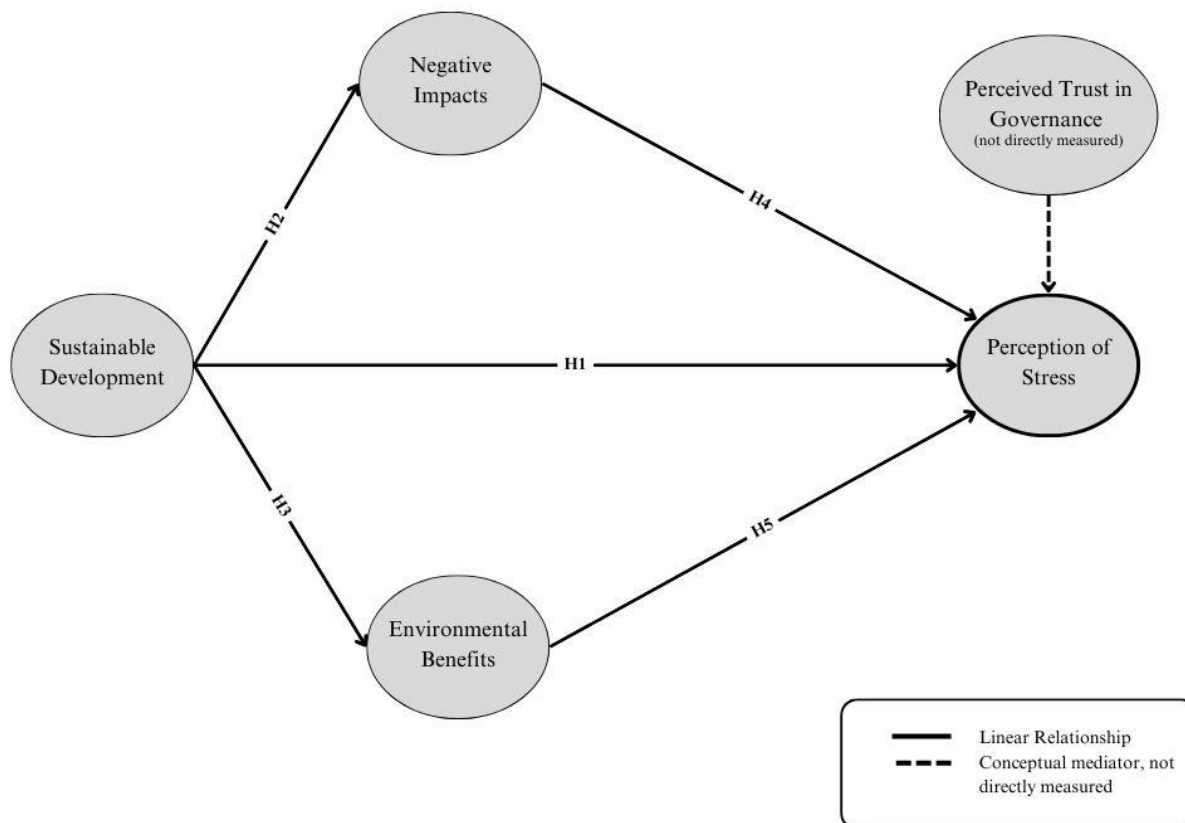 Negative
Impacts
Perceived Trust in
Governance
(not directly measured)
H2
H4
Sustainable
Development
H1
Perception of
Stress
H3
H5
Environmental
Benefits
Linear Relationship
Conceptual mediator, not
directly measured